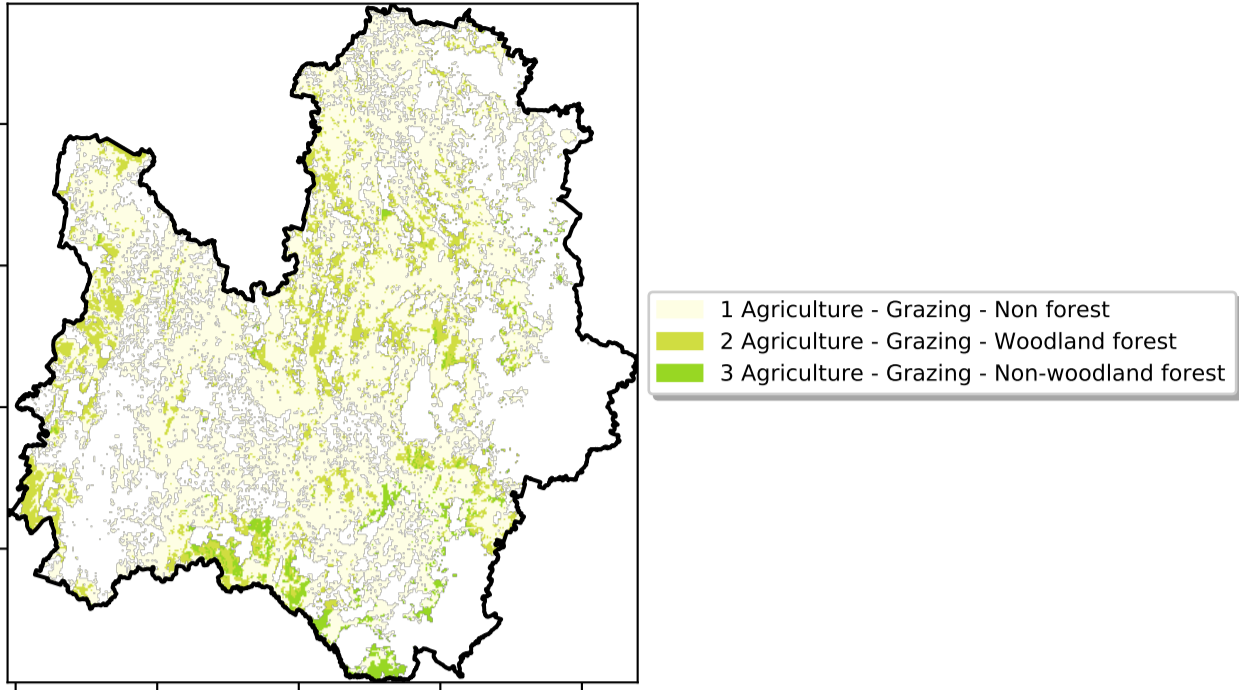 1 Agriculture - Grazing - Non forest
2 Agriculture - Grazing - Woodland forest
3 Agriculture - Grazing - Non-woodland forest